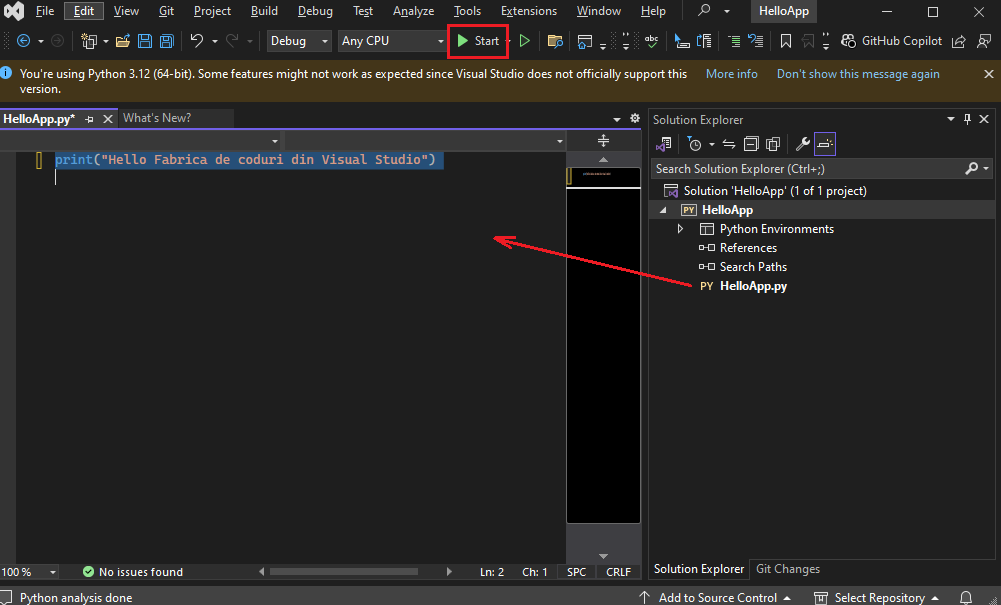 File Edit View Git Project Build Debug Test Analyze Tools Extensions Window Help HelloApp
Debug Any CPU Start GitHub Copilot
You're using Python 3.12 (64-bit). Some features might not work as expected since Visual Studio does not officially support this version. More info Don't show this message again
HelloApp.py* What's New?
print("Hello Fabrica de coduri din Visual Studio")
Solution Explorer
Search Solution Explorer (Ctrl+;)
Solution 'HelloApp' (1 of 1 project)
PY HelloApp
Python Environments
References
Search Paths
PY HelloApp.py
100 % No issues found Ln: 2 Ch: 1 SPC CRLF
Solution Explorer Git Changes
Python analysis done Add to Source Control Select Repository